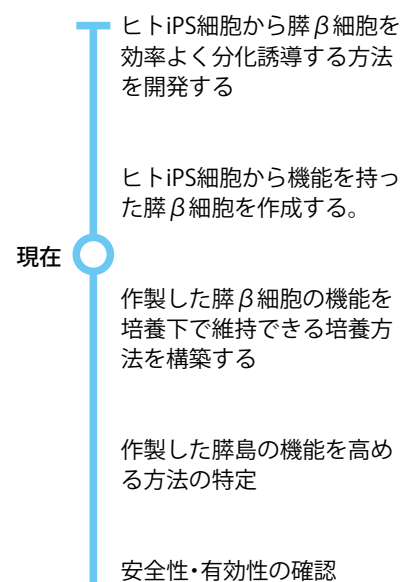 ヒトiPS細胞から膵β細胞を
効率よく分化誘導する方法
を開発する
ヒトiPS細胞から機能を持っ
た膵β細胞を作成する。
現在
作製した膵β細胞の機能を
培養下で維持できる培養方
法を構築する
作製した膵島の機能を高め
る方法の特定
安全性・有効性の確認